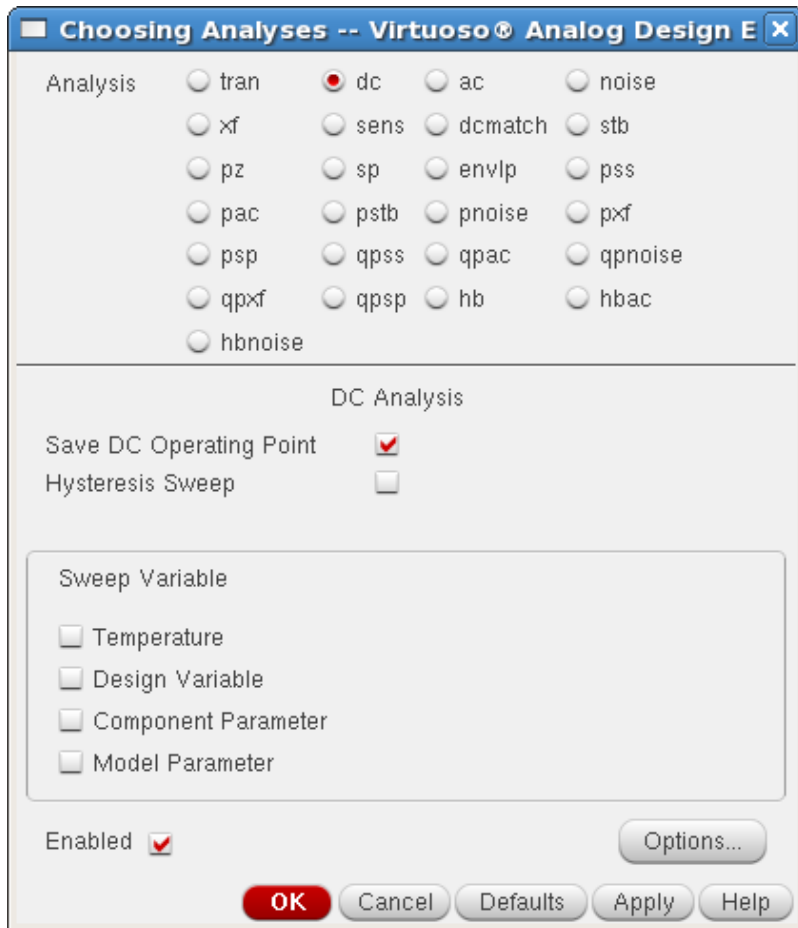 Choosing Analyses -- Virtuoso® Analog Design E
Analysis tran dc ac noise
xf sens dcmatch stb
pz sp envlp pss
pac pstb pnoise pxf
psp qpss qpac qpnoise
qpxf qpsp hb hbac
hbnoise
DC Analysis
Save DC Operating Point
Hysteresis Sweep
Sweep Variable
Temperature
Design Variable
Component Parameter
Model Parameter
Enabled Options...
OK Cancel Defaults Apply Help